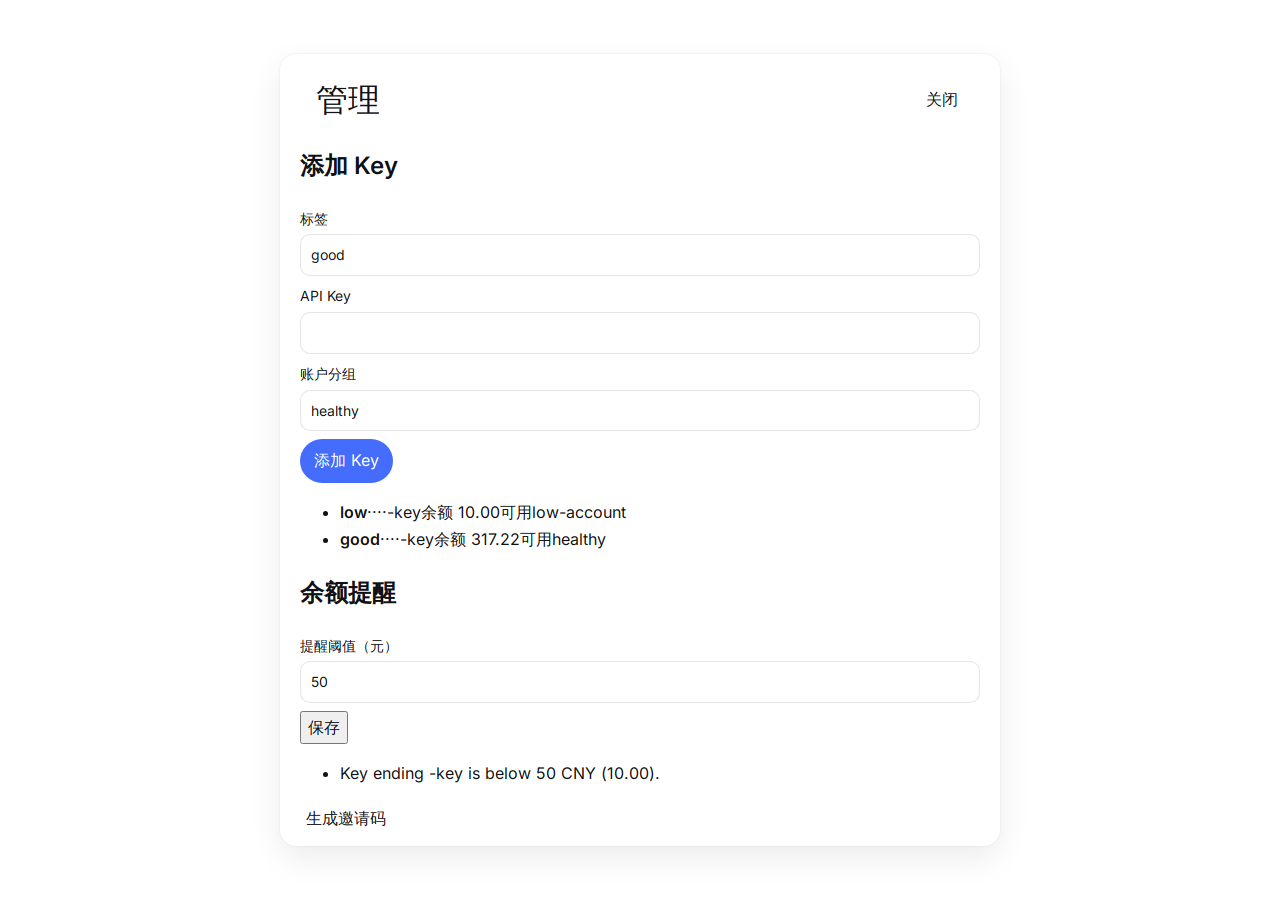 管理
关闭
添加 Key
标签
good
API Key
账户分组
healthy
添加 Key
low····-key余额 10.00可用low-account
good····-key余额 317.22可用healthy
余额提醒
提醒阈值（元）
50
保存
Key ending -key is below 50 CNY (10.00).
生成邀请码